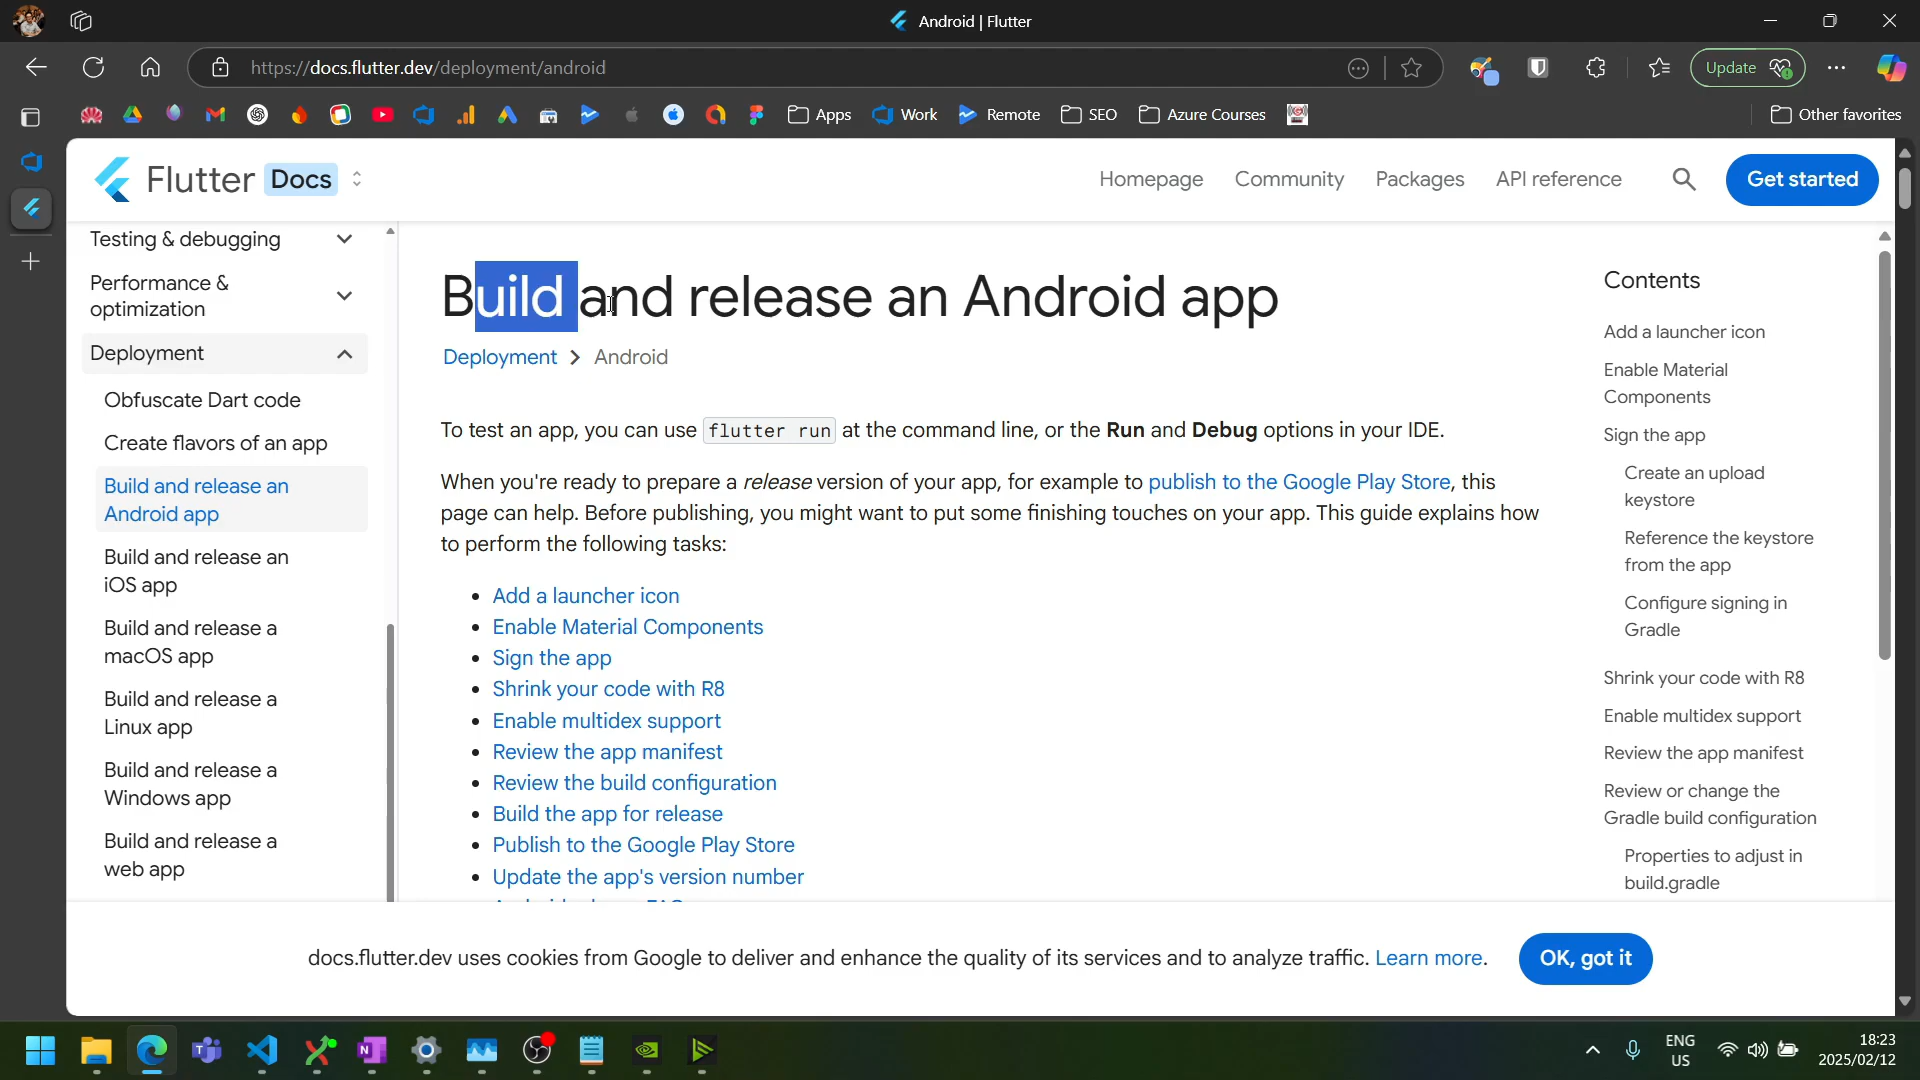 Android | Flutter
https://docs.flutter.dev/deployment/android
Update
Apps
Work
Remote
SEO
Azure Courses
Other favorites
Flutter Docs
Homepage
Community
Packages
API reference
Get started
Testing & debugging
Performance &
optimization
Deployment
Obfuscate Dart code
Create flavors of an app
Build and release an
Android app
Build and release an
iOS app
Build and release a
macOS app
Build and release a
Linux app
Build and release a
Windows app
Build and release a
web app
Build and release an Android app
Deployment > Android
To test an app, you can use flutter run at the command line, or the Run and Debug options in your IDE.
When you're ready to prepare a release version of your app, for example to publish to the Google Play Store, this
page can help. Before publishing, you might want to put some finishing touches on your app. This guide explains how
to perform the following tasks:
• Add a launcher icon
• Enable Material Components
• Sign the app
• Shrink your code with R8
• Enable multidex support
• Review the app manifest
• Review the build configuration
• Build the app for release
• Publish to the Google Play Store
• Update the app's version number
Contents
Add a launcher icon
Enable Material
Components
Sign the app
Create an upload
keystore
Reference the keystore
from the app
Configure signing in
Gradle
Shrink your code with R8
Enable multidex support
Review the app manifest
Review or change the
Gradle build configuration
Properties to adjust in
build.gradle
docs.flutter.dev uses cookies from Google to deliver and enhance the quality of its services and to analyze traffic. Learn more.
OK, got it
ENG
US
18:23
2025/02/12